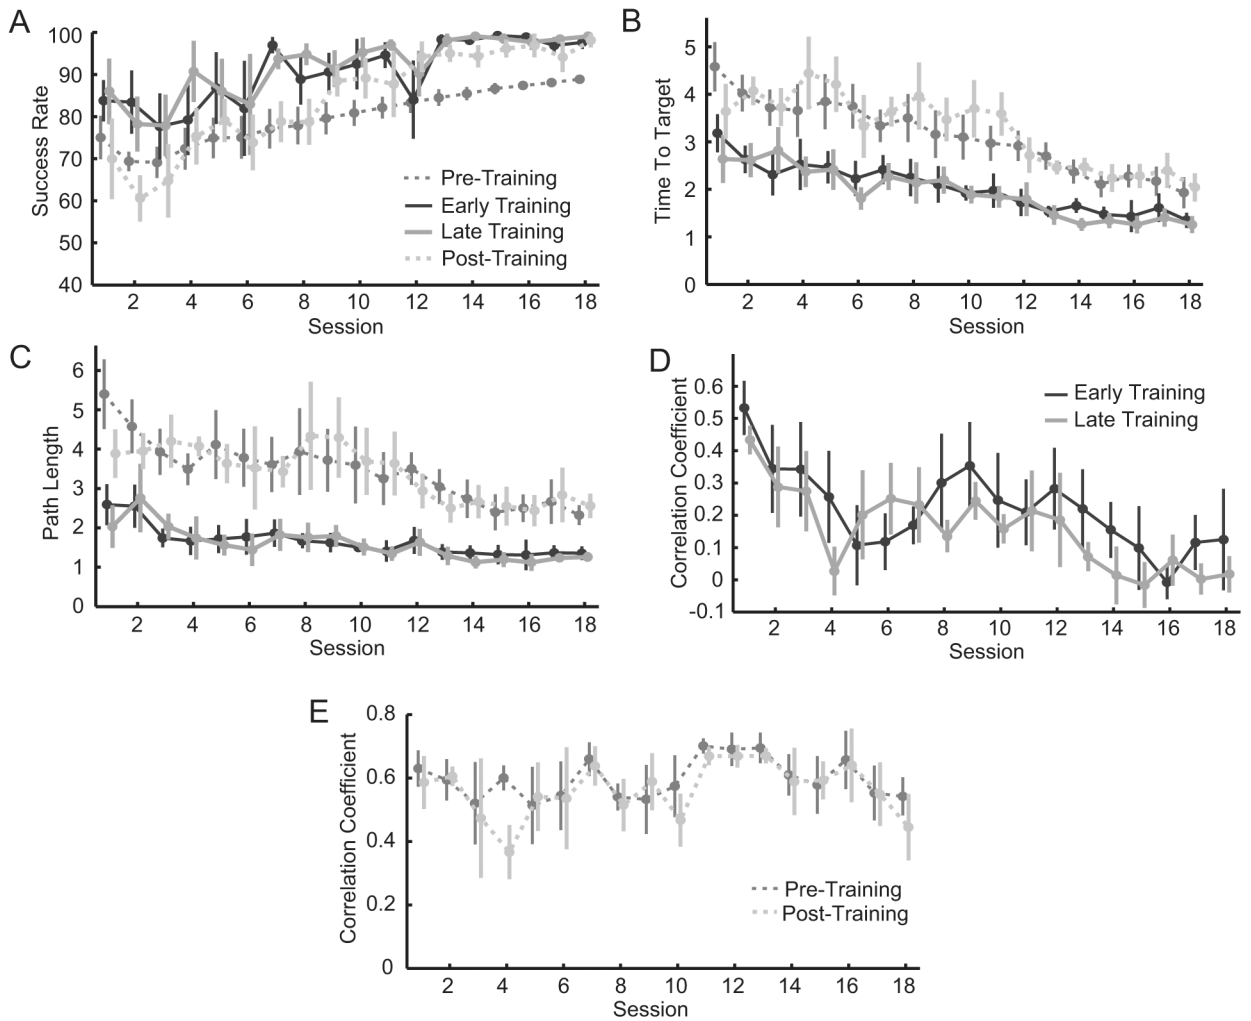 A
100
90
80
70
60
50
40
Success Rate
Pre-Training
Early Training
Late Training
Post-Training
2 4 6 8 10 12 14 16 18
Session
B
5
4
3
2
1
0
Time To Target
2 4 6 8 10 12 14 16 18
Session
C
6
5
4
3
2
1
0
Path Length
2 4 6 8 10 12 14 16 18
Session
D
0.6
0.5
0.4
0.3
0.2
0.1
0
-0.1
Correlation Coefficient
Early Training
Late Training
2 4 6 8 10 12 14 16 18
Session
E
0.8
0.6
0.4
0.2
0
Correlation Coefficient
Pre-Training
Post-Training
2 4 6 8 10 12 14 16 18
Session